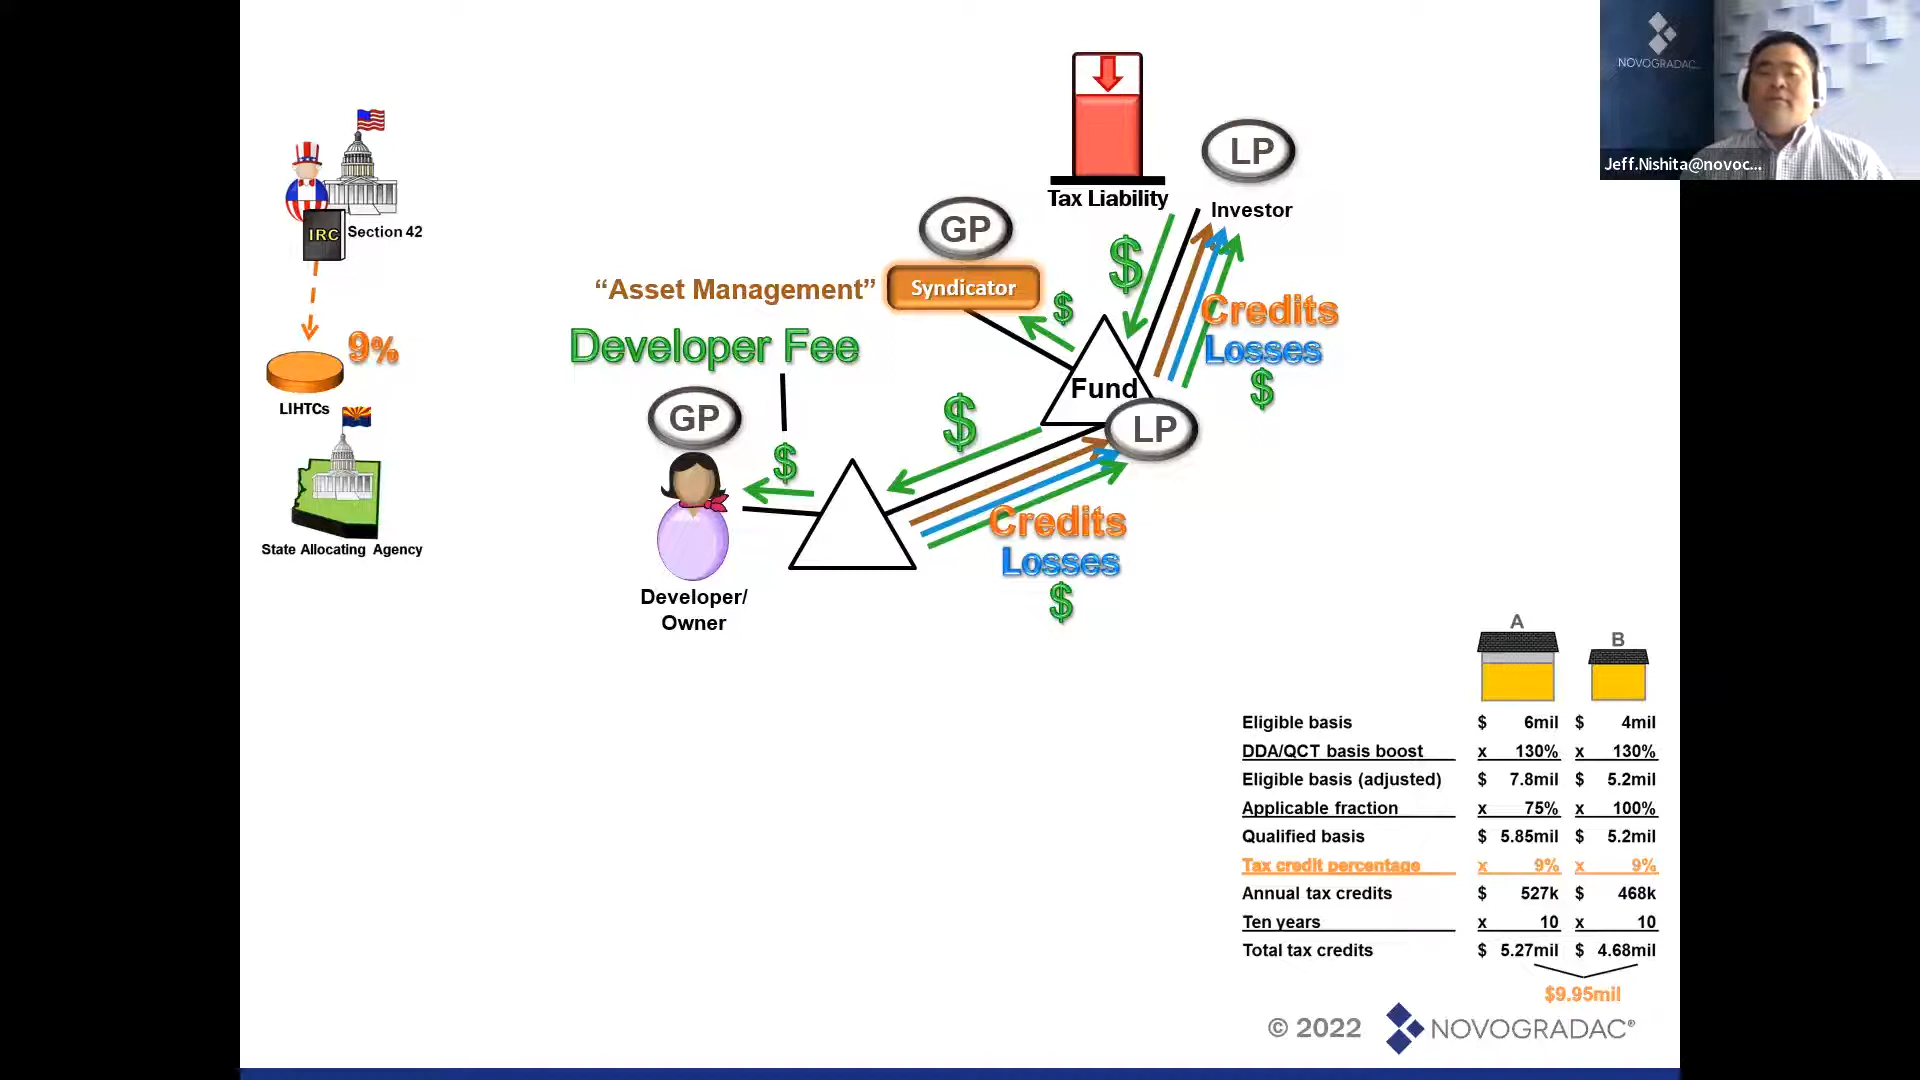 NOVOGRADAC
Jeff.Nishita@novoc...
Tax Liability
LP
Investor
GP
"Asset Management"
Syndicator
$
$
Credits
Losses
$
Fund
LP
IRC
Section 42
9%
LIHTCs
State Allocating Agency
Developer Fee
GP
$
$
Developer/
Owner
Credits
Losses
$
A
B
Eligible basis $ 6mil $ 4mil
DDA/QCT basis boost x 130% x 130%
Eligible basis (adjusted) $ 7.8mil $ 5.2mil
Applicable fraction x 75% x 100%
Qualified basis $ 5.85mil $ 5.2mil
Tax credit percentage x 9% x 9%
Annual tax credits $ 527k $ 468k
Ten years x 10 x 10
Total tax credits $ 5.27mil $ 4.68mil
$9.95mil
© 2022 NOVOGRADAC®